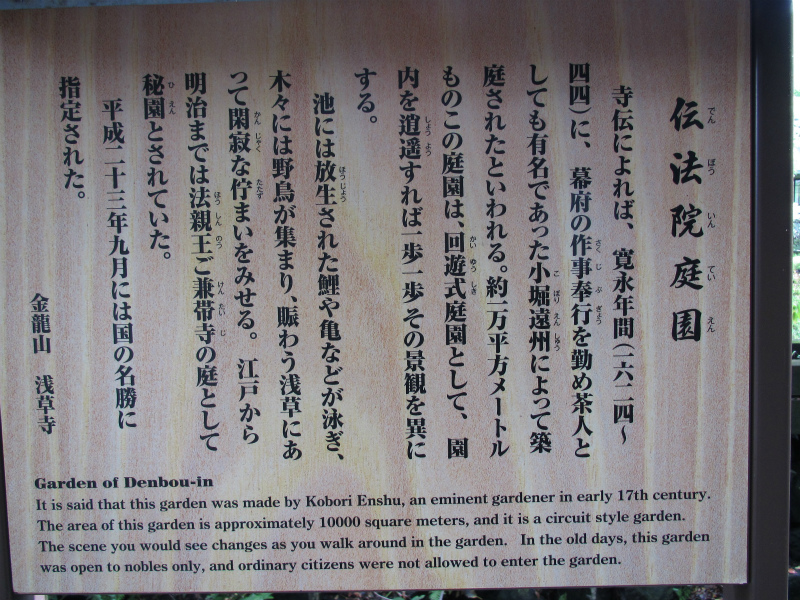 伝法院庭園
寺伝によれば、寛永年間(一六二四～
四四)に、幕府の作事奉行を勤め茶人と
しても有名であった小堀遠州によって築
庭されたといわれる。約一万平方メートル
ものこの庭園は、回遊式庭園として、園
内を逍遥すれば一歩一歩その景観を異に
する。
池には放生された鯉や亀などが泳ぎ、
木々には野鳥が集まり、賑わう浅草にあ
って閑寂な佇まいをみせる。江戸から
明治までは法親王ご兼帯寺の庭として
秘園とされていた。
平成二十三年九月には国の名勝に
指定された。
金龍山 浅草寺
Garden of Denbou-in
It is said that this garden was made by Kobori Enshu, an eminent gardener in early 17th century.
The area of this garden is approximately 10000 square meters, and it is a circuit style garden.
The scene you would see changes as you walk around in the garden. In the old days, this garden
was open to nobles only, and ordinary citizens were not allowed to enter the garden.